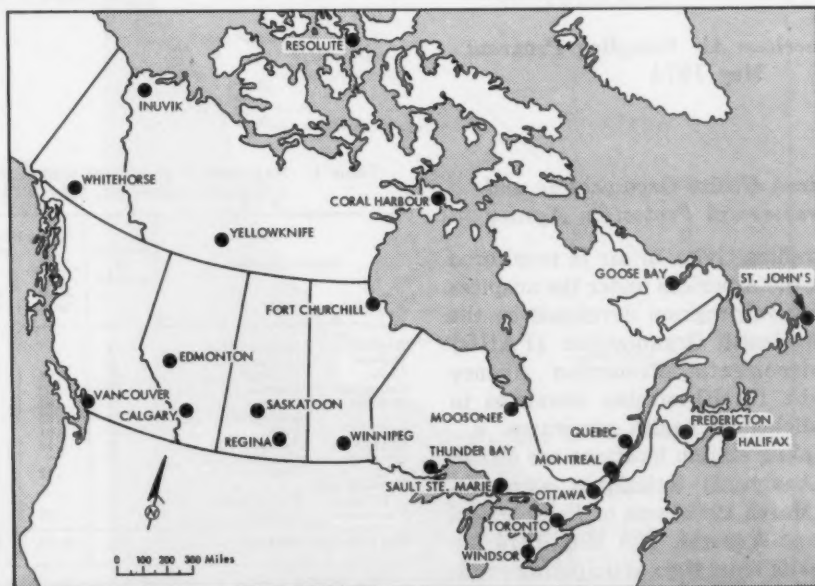 RESOLUTE
INUVIK
WHITEHORSE
CORAL HARBOUR
YELLOWKNIFE
GOOSE BAY
ST. JOHN'S
FORT CHURCHILL
EDMONTON
VANCOUVER
CALGARY
SASKATOON
REGINA
WINNIPEG
MOOSONEE
THUNDER BAY
SAULT STE. MARIE
QUEBEC
MONTREAL
OTTAWA
FREDERICTON
HALIFAX
TORONTO
WINDSOR
N
0 100 200 300 Miles